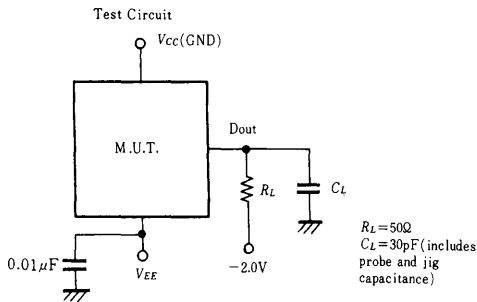 Test Circuit
Vcc(GND)
Dout
M.U.T.
RL
CL
RL=50Ω
CL=30pF(includes
probe and jig
capacitance)
0.01μF
VEE
−2.0V